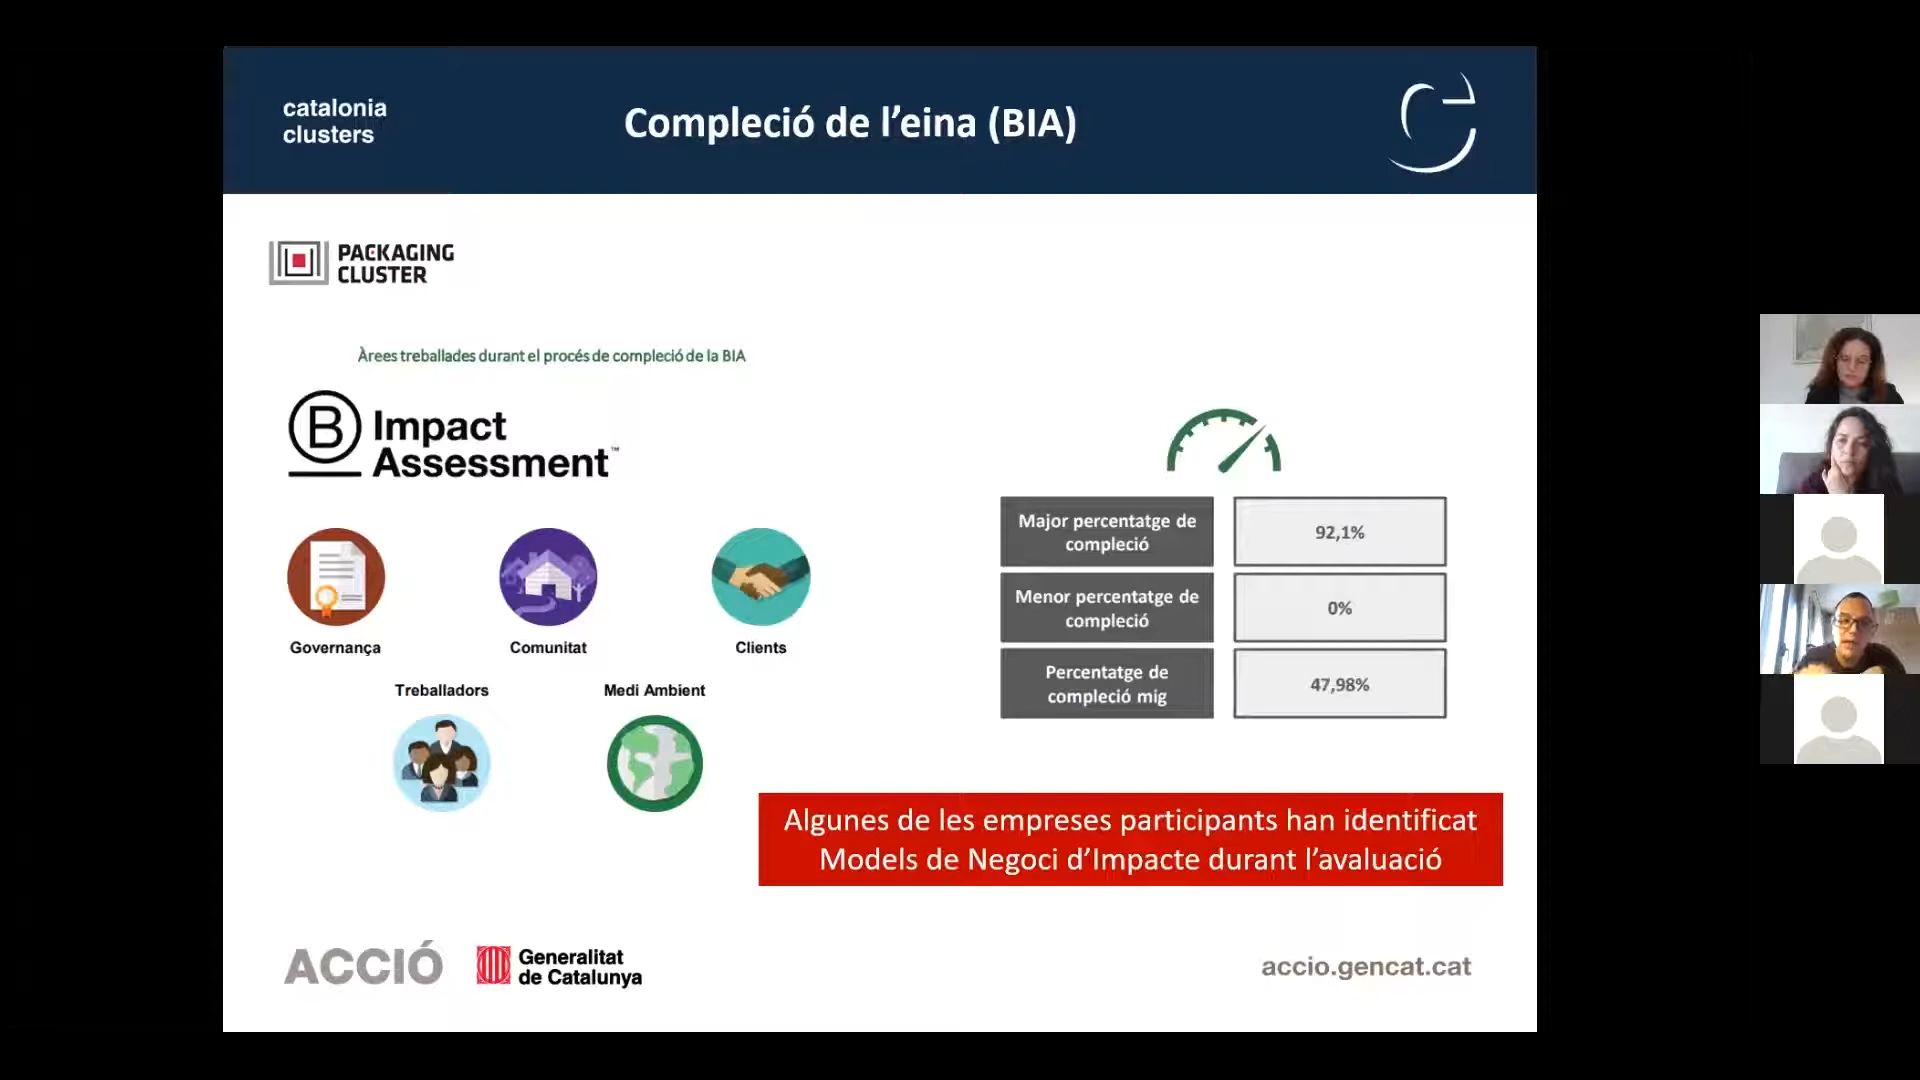 catalonia
clusters
Compleció de l’eina (BIA)
PACKAGING
CLUSTER
Àrees treballades durant el procés de compleció de la BIA
B Impact
Assessment™
Governança
Comunitat
Clients
Treballadors
Medi Ambient
Major percentatge de
compleció
92,1%
Menor percentatge de
compleció
0%
Percentatge de
compleció mig
47,98%
Algunes de les empreses participants han identificat
Models de Negoci d’Impacte durant l’avaluació
ACCIÓ
Generalitat
de Catalunya
accio.gencat.cat